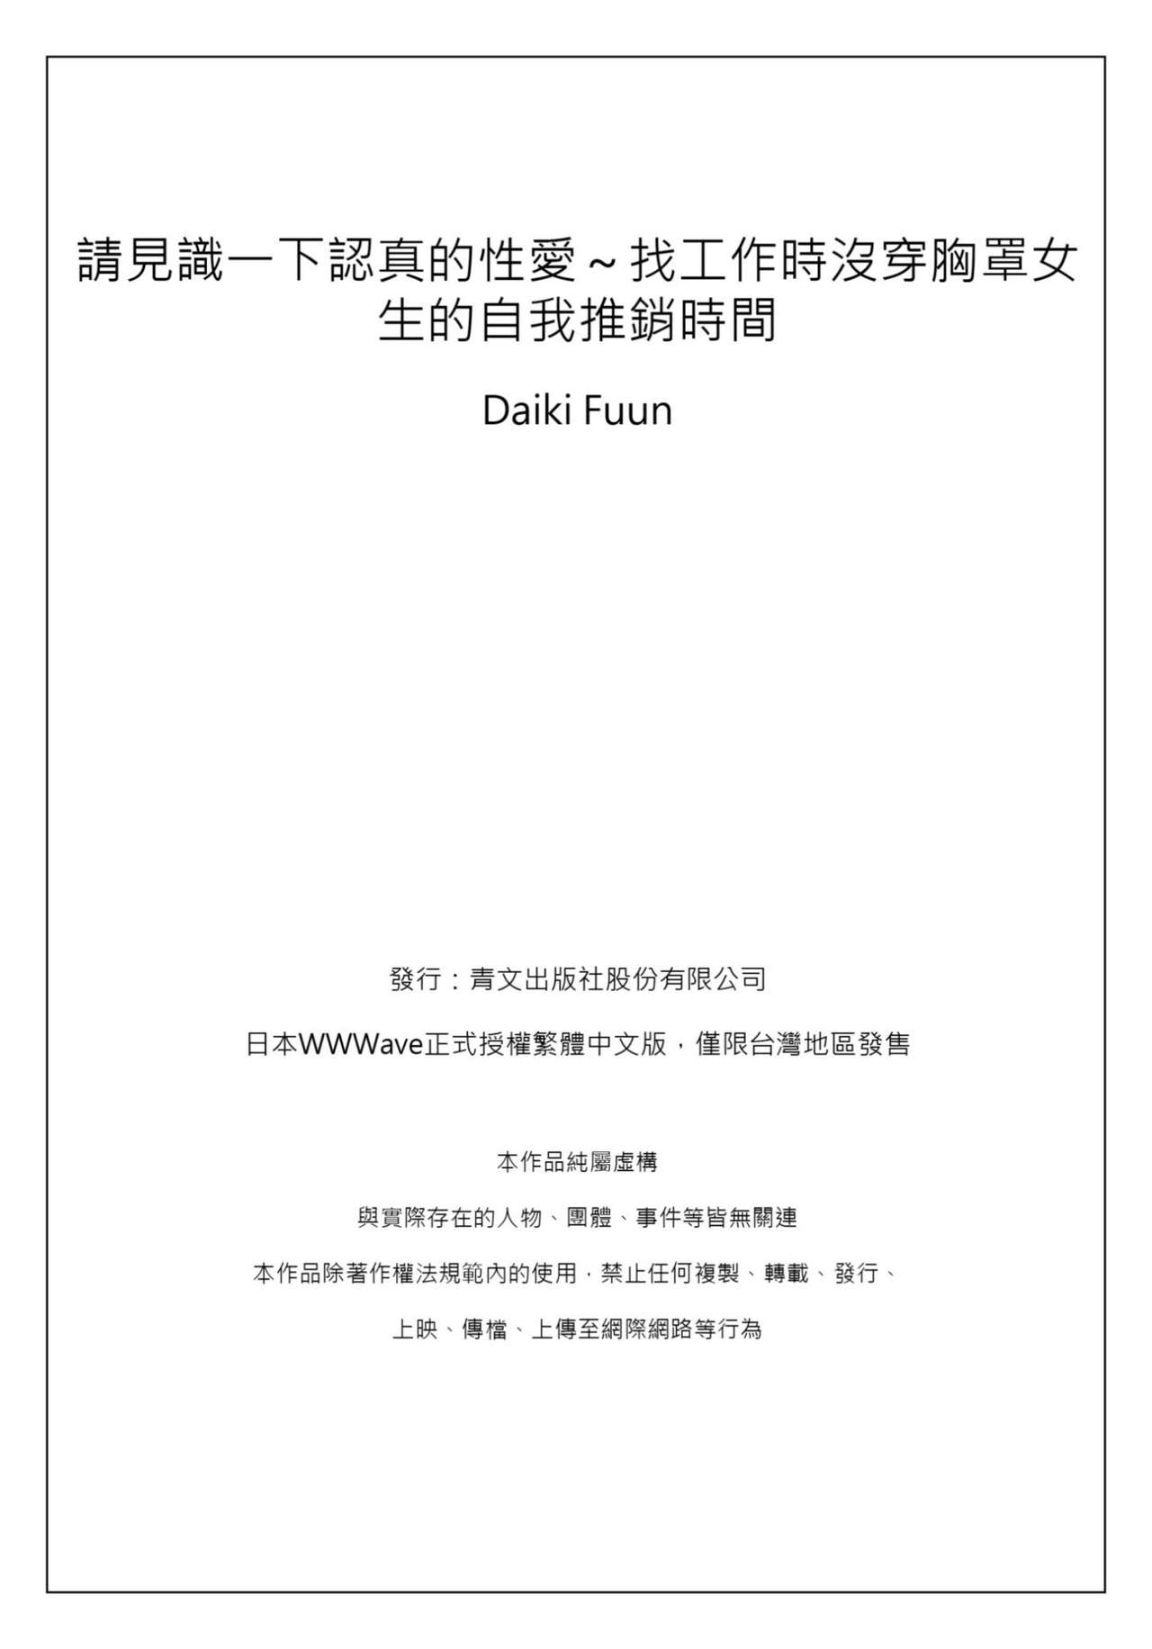 請見識一下認真的性愛～找工作時沒穿胸罩女
生的自我推銷時間
Daiki Fuun
發行：青文出版社股份有限公司
日本WWWave正式授權繁體中文版，僅限台灣地區發售
本作品純屬虛構
與實際存在的人物、團體、事件等皆無關連
本作品除著作權法規範內的使用，禁止任何複製、轉載、發行、
上映、傳檔、上傳至網際網路等行為